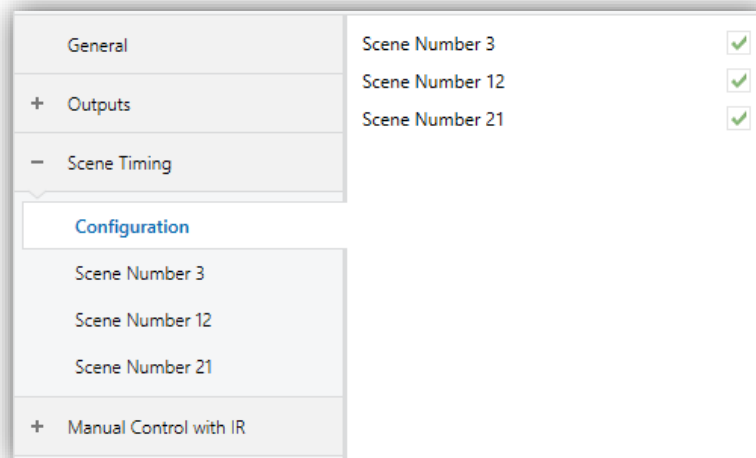 General
+ Outputs
− Scene Timing
Configuration
Scene Number 3
Scene Number 12
Scene Number 21
+ Manual Control with IR
Scene Number 3
Scene Number 12
Scene Number 21